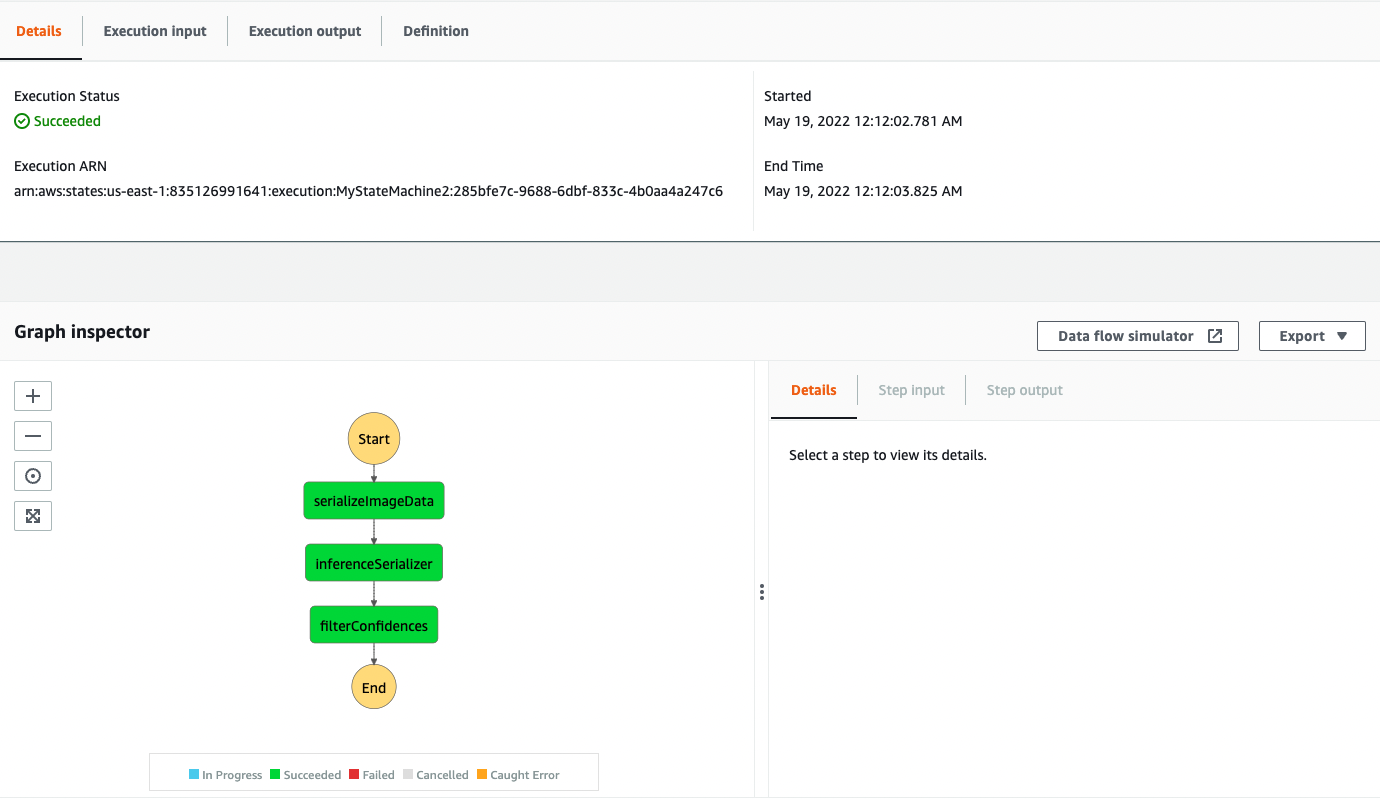 Details Execution input Execution output Definition
Execution Status
Succeeded
Execution ARN
arn:aws:states:us-east-1:835126991641:execution:MyStateMachine2:285bfe7c-9688-6dbf-833c-4b0aa4a247c6
Started
May 19, 2022 12:12:02.781 AM
End Time
May 19, 2022 12:12:03.825 AM
Graph inspector
Data flow simulator
Export
Start
serializeImageData
inferenceSerializer
filterConfidences
End
In Progress Succeeded Failed Cancelled Caught Error
Details Step input Step output
Select a step to view its details.